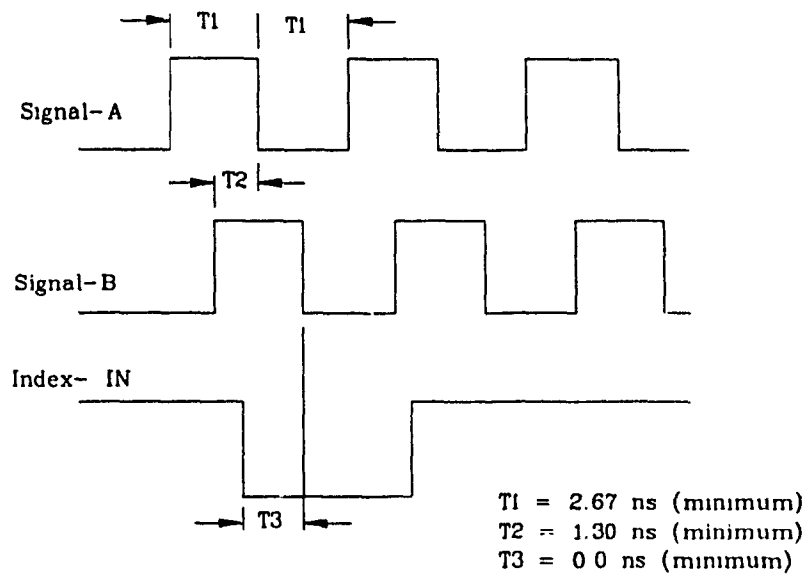 T1 T1
Signal-A
T2
Signal-B
Index- IN
T3
T1 = 2.67 ns (minimum)
T2 = 1.30 ns (minimum)
T3 = 0 0 ns (minimum)